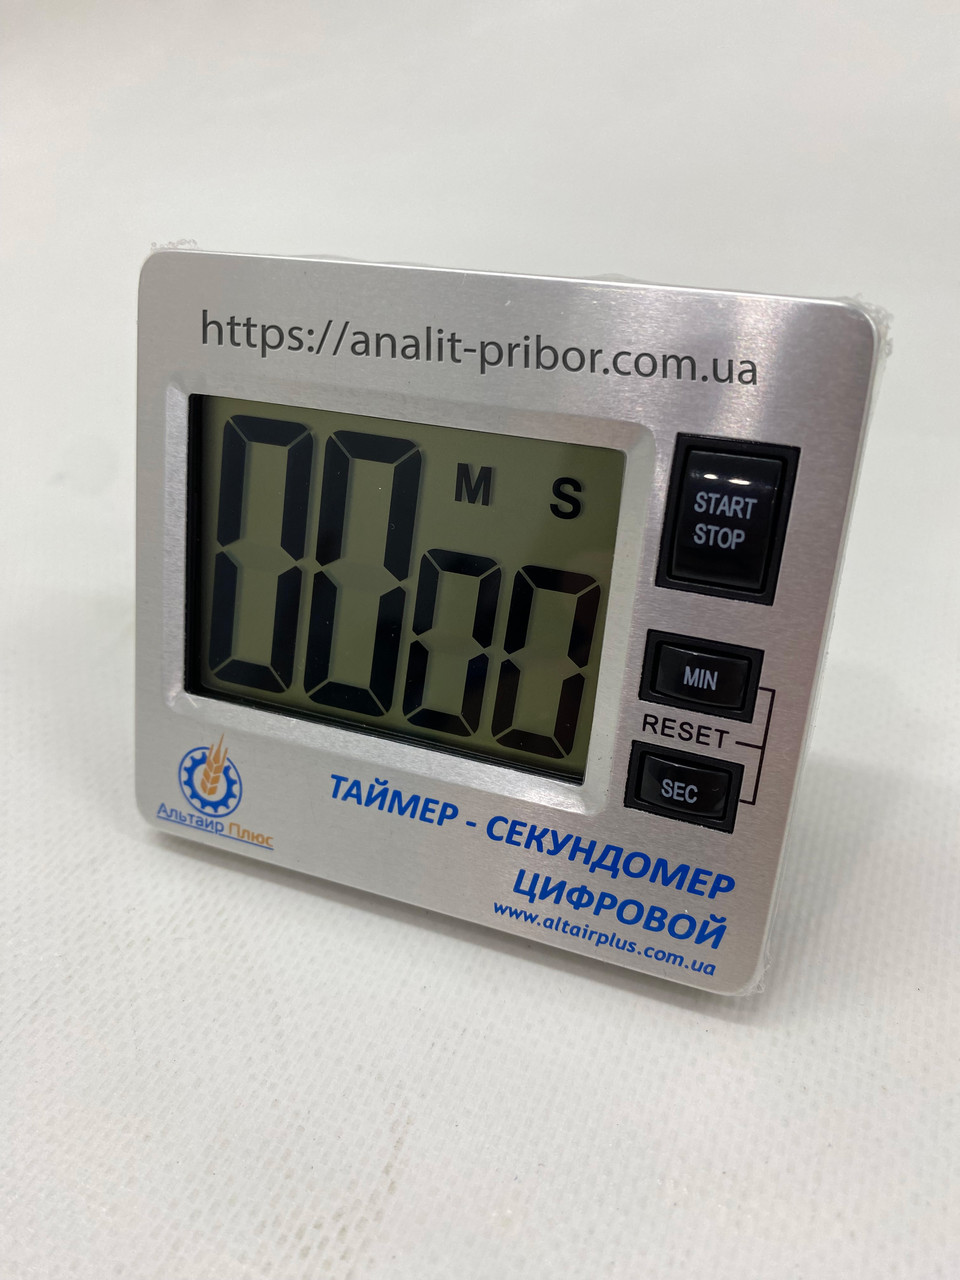 https://analit-pribor.com.ua
M S
00 00
START
STOP
MIN
RESET
SEC
Альтаир Плюс
ТАЙМЕР - СЕКУНДОМЕР
ЦИФРОВОЙ
www.altairplus.com.ua